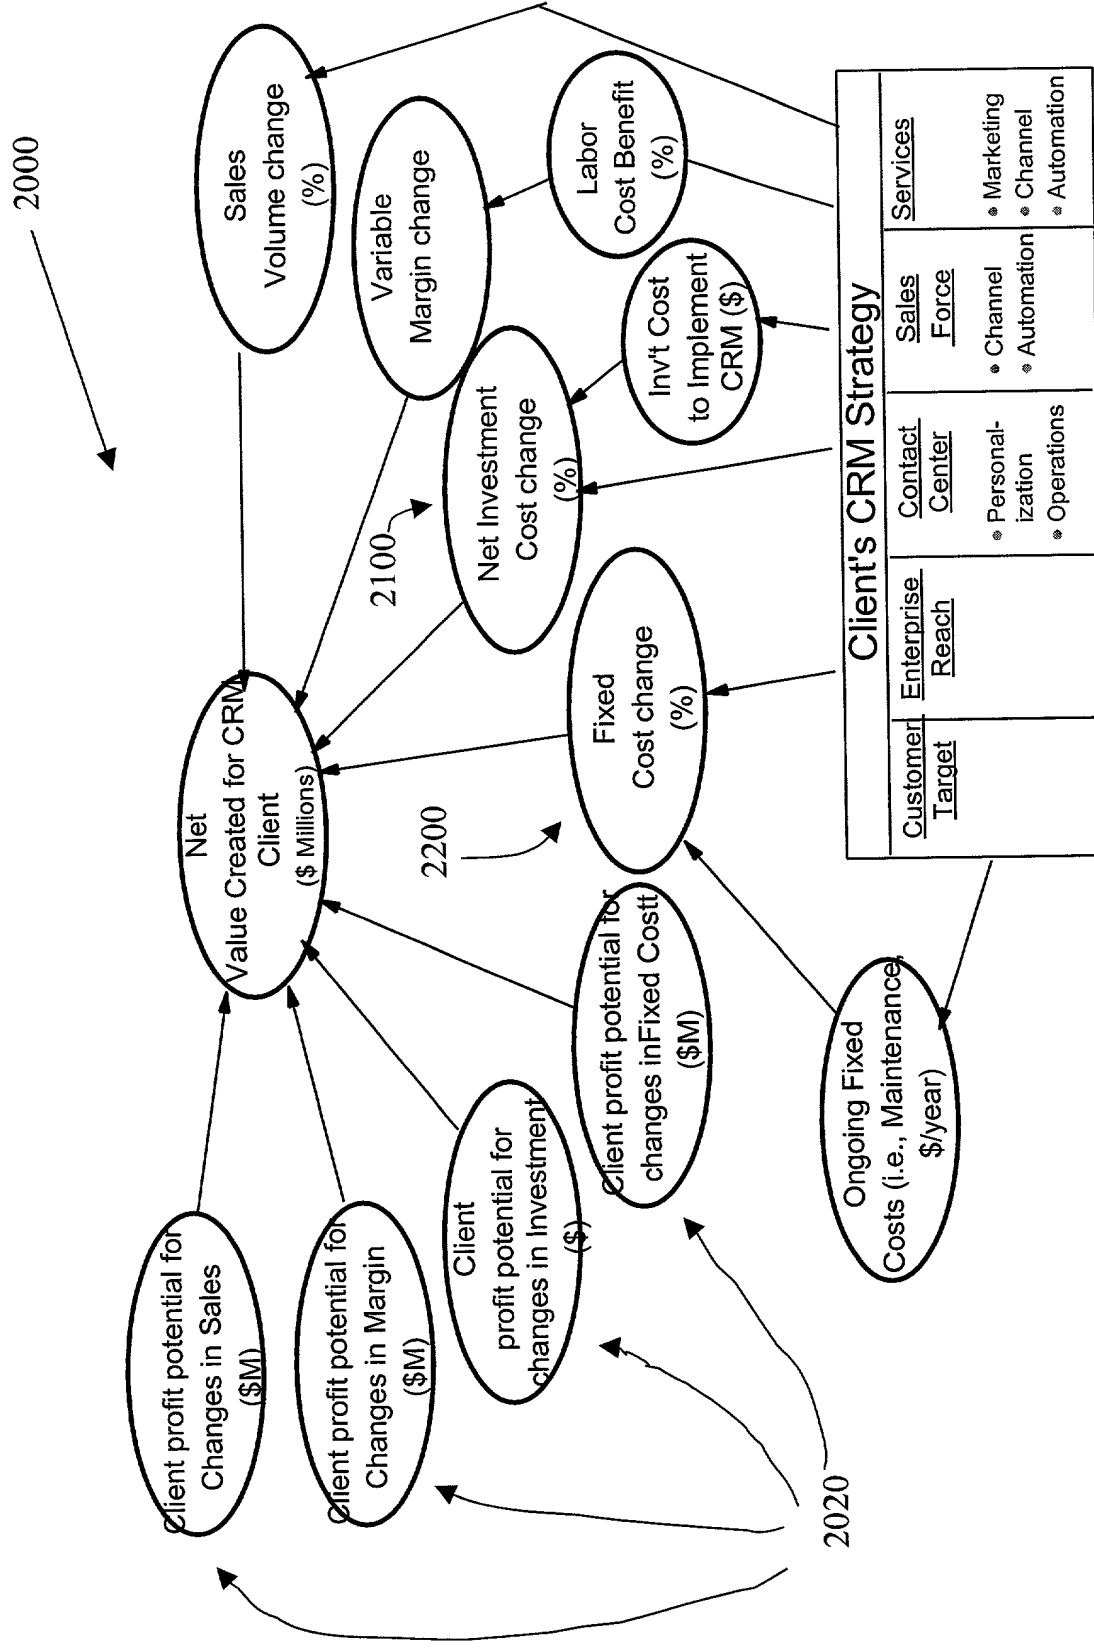 2000
Client profit potential for
Changes in Sales
($M)
Net
Value Created for CRM
Client
($ Millions)
Sales
Volume change
(%)
Client profit potential for
Changes in Margin
($M)
Variable
Margin change
2100
Client
profit potential for
changes in Investment
($)
Net Investment
Cost change
(%)
2200
Labor
Cost Benefit
(%)
Client profit potential for
changes inFixed Costt
($M)
Fixed
Cost change
(%)
Inv't Cost
to Implement
CRM ($)
2020
Ongoing Fixed
Costs (i.e., Maintenance,
$/year)
Client's CRM Strategy
Customer
Target
Enterprise
Reach
Contact
Center
• Personal-
ization
• Operations
Sales
Force
• Channel
• Automation
Services
• Marketing
• Channel
• Automation